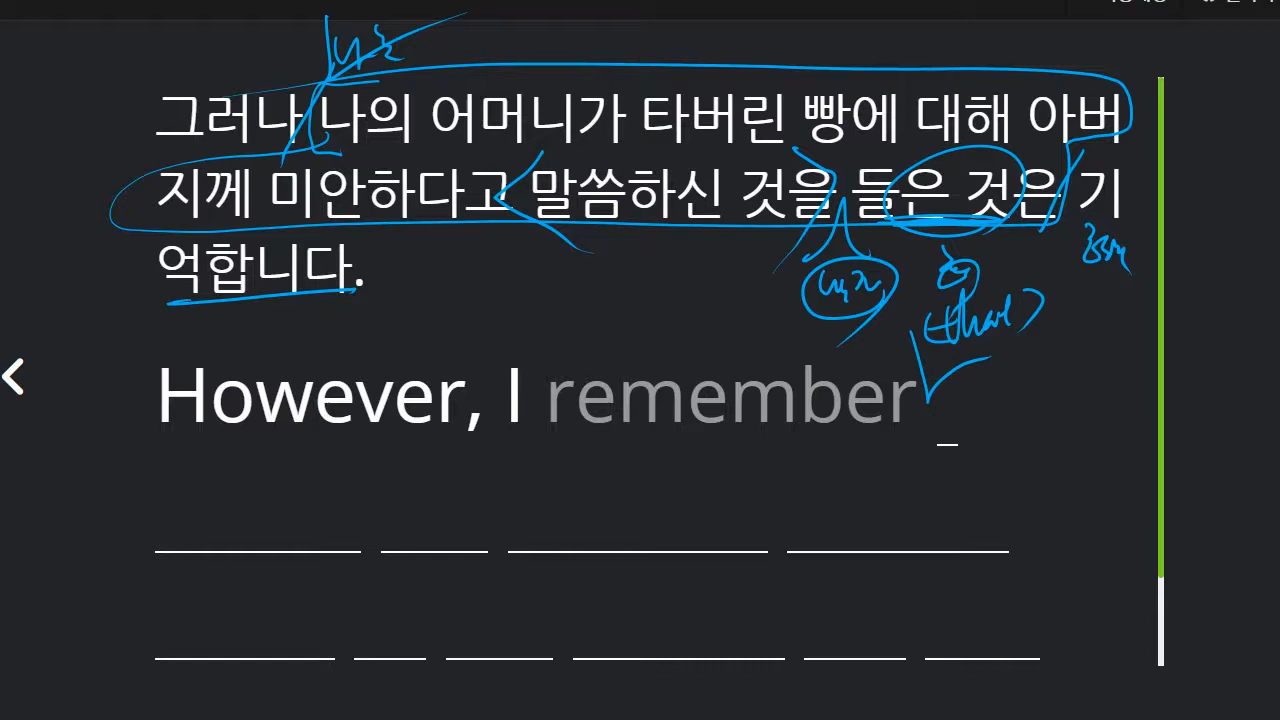 그러나 나의 어머니가 타버린 빵에 대해 아버
지께 미안하다고 말씀하신 것을 들은 것은 기
억합니다.
However, I remember